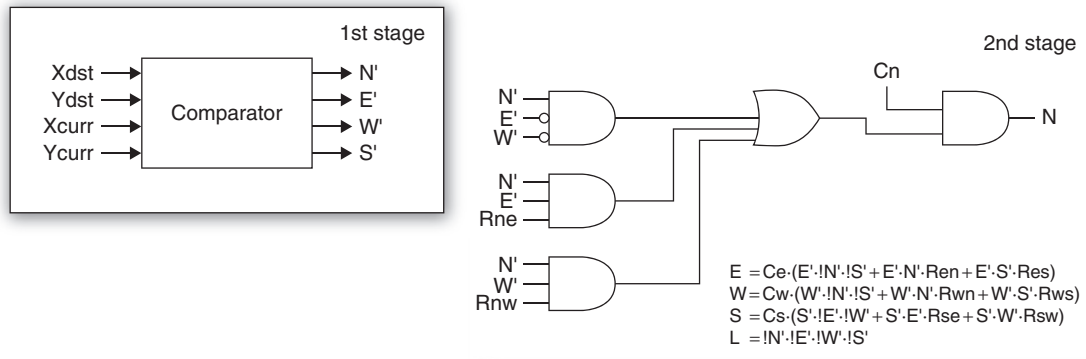 1st stage
Xdst
Ydst
Xcurr
Ycurr
Comparator
N'
E'
W'
S'
2nd stage
Cn
N'
E'
W'
N
N'
E'
Rne
N'
W'
Rnw
E = Ce·(E'·!N'·!S' + E'·N'·Ren + E'·S'·Res)
W = Cw·(W'·!N'·!S' + W'·N'·Rwn + W'·S'·Rws)
S = Cs·(S'·!E'·!W' + S'·E'·Rse + S'·W'·Rsw)
L = !N'·!E'·!W'·!S'